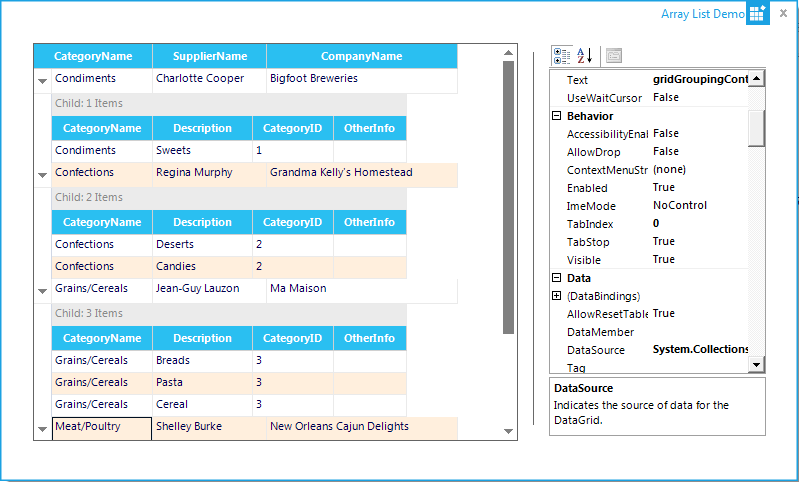 Array List Demo
CategoryName SupplierName CompanyName
Condiments Charlotte Cooper Bigfoot Breweries
Child: 1 Items
CategoryName Description CategoryID OtherInfo
Condiments Sweets 1
Confections Regina Murphy Grandma Kelly's Homestead
Child: 2 Items
CategoryName Description CategoryID OtherInfo
Confections Deserts 2
Confections Candies 2
Grains/Cereals Jean-Guy Lauzon Ma Maison
Child: 3 Items
CategoryName Description CategoryID OtherInfo
Grains/Cereals Breads 3
Grains/Cereals Pasta 3
Grains/Cereals Cereal 3
Meat/Poultry Shelley Burke New Orleans Cajun Delights
Text gridGroupingCont
UseWaitCursor False
Behavior
AccessibilityEnal False
AllowDrop False
ContextMenuStr (none)
Enabled True
ImeMode NoControl
TabIndex 0
TabStop True
Visible True
Data
(DataBindings)
AllowResetTable True
DataMember
DataSource System.Collections
Tag
DataSource
Indicates the source of data for the
DataGrid.